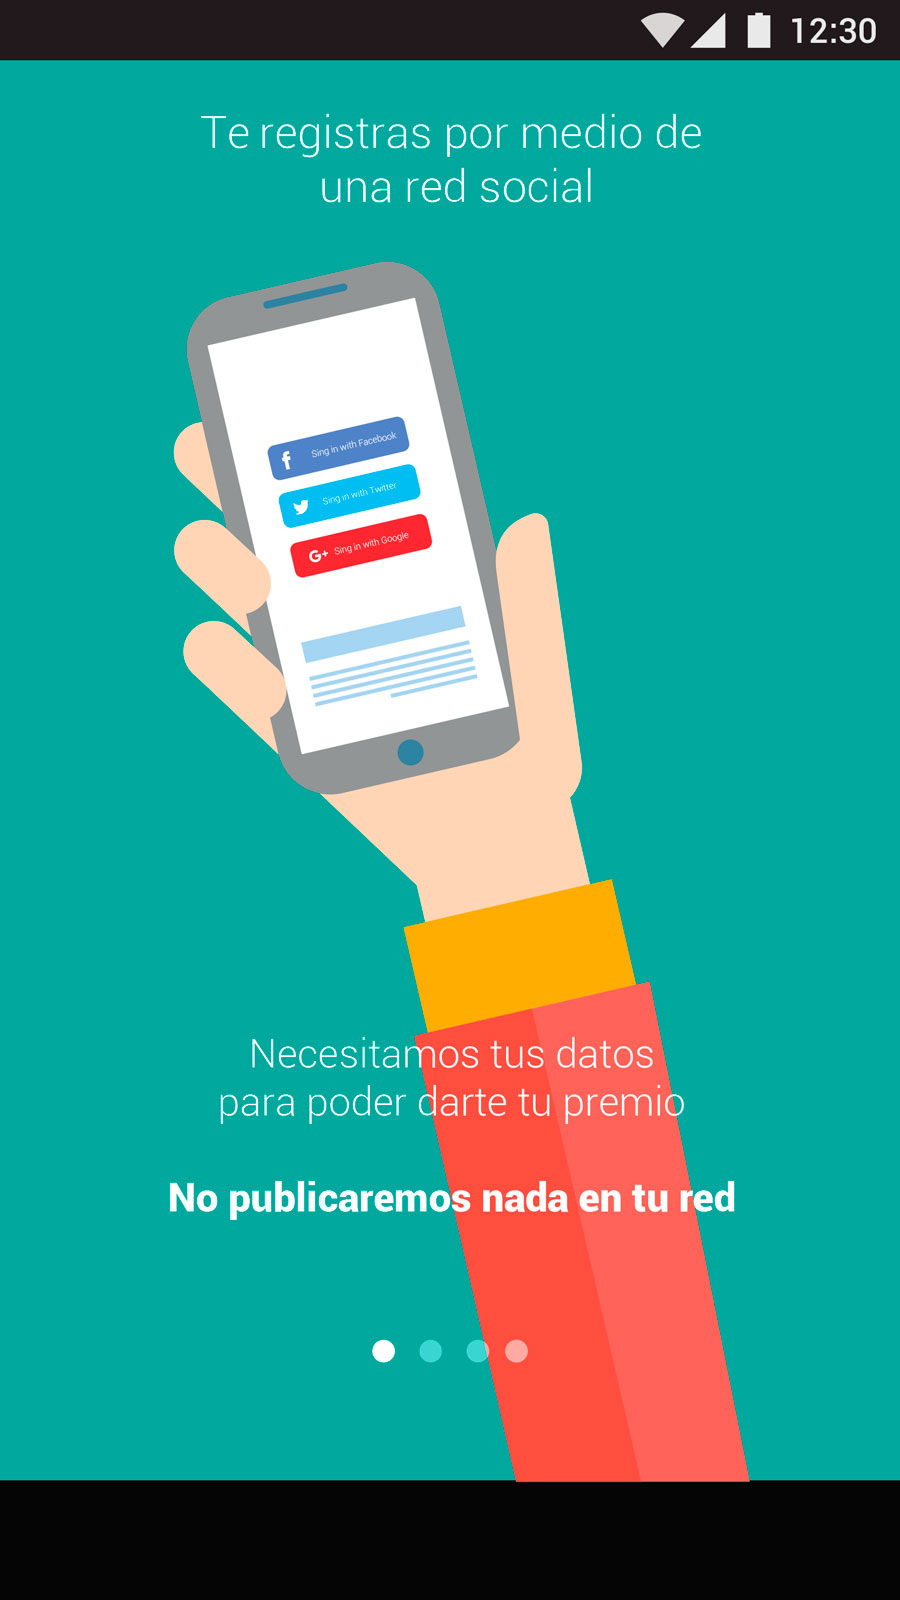 12:30
Te registras por medio de
una red social
Sing in with Facebook
Sing in with Twitter
G+ Sing in with Google
Necesitamos tus datos
para poder darte tu premio
No publicaremos nada en tu red